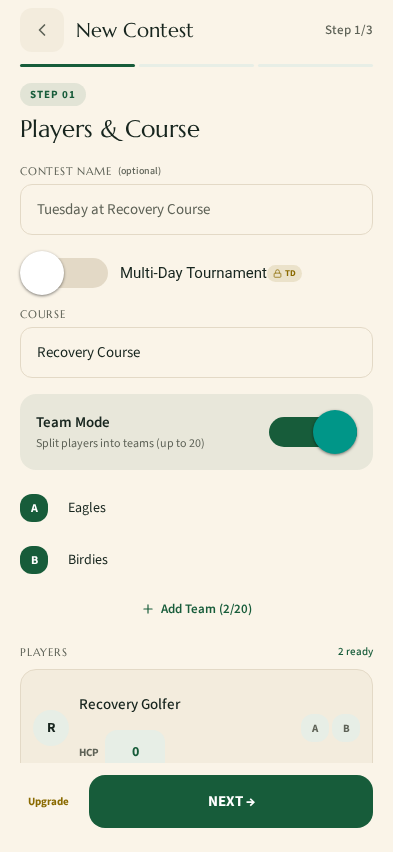 New Contest
Step 1/3
STEP 01
Players & Course
CONTEST NAME (optional)
Tuesday at Recovery Course
Multi-Day Tournament TD
COURSE
Recovery Course
Team Mode
Split players into teams (up to 20)
A Eagles
B Birdies
+ Add Team (2/20)
PLAYERS
2 ready
Recovery Golfer
R
A B
HCP 0
Upgrade
NEXT →